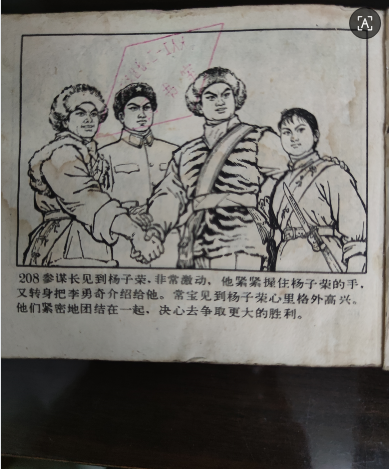 208 参谋长见到杨子荣，非常激动，他紧紧握住杨子荣的手，
又转身把李勇奇介绍给他。常宝见到杨子荣心里格外高兴。
他们紧密地团结在一起，决心去争取更大的胜利。